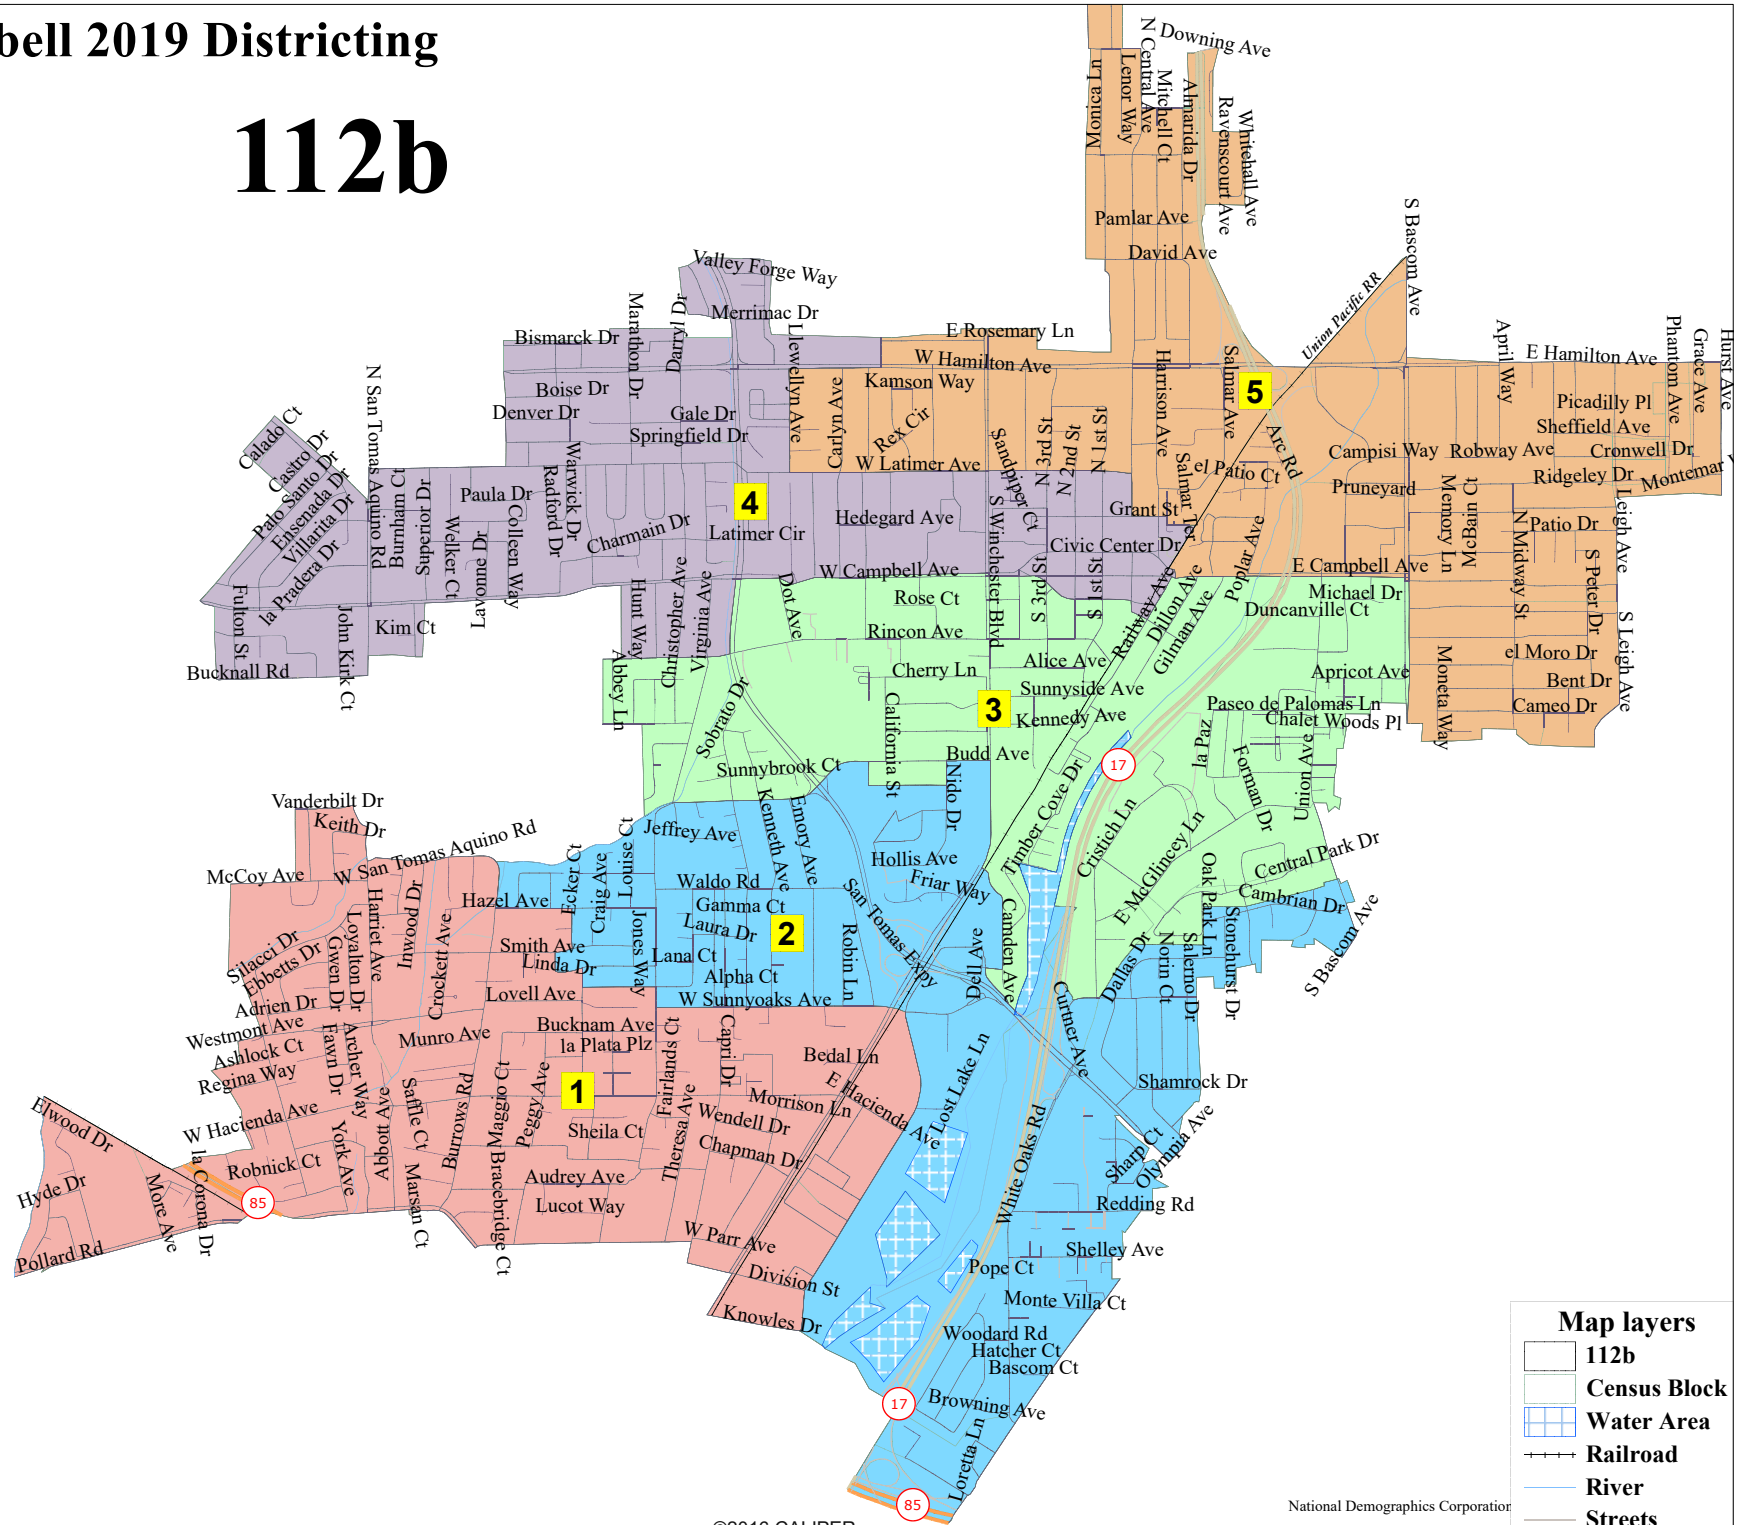 bell 2019 Districting
112b
N Downing Ave
N Central Ave
Monica Ln
Lenor Way
Mitchell Ct
Almarida Dr
Ravenscourt Ave
Whitehall Ave
Pamlar Ave
David Ave
S Bascom Ave
Union Pacific RR
Valley Forge Way
Merrimac Dr
Marathon Dr
Darryl Dr
Bismarck Dr
Llewellyn Ave
E Rosemary Ln
W Hamilton Ave
E Hamilton Ave
April Way
Phantom Ave
Grace Ave
Hurst Ave
Boise Dr
Denver Dr
Gale Dr
Springfield Dr
Kamson Way
Carlyn Ave
Rex Cir
W Latimer Ave
Harrison Ave
Salmar Ave
5
Arc Rd
Picadilly Pl
Sheffield Ave
Campisi Way
Robway Ave
Cronwell Dr
Ridgeley Dr
Montemar
Calado Ct
Castro Dr
Palo Santo Dr
Ensenada Dr
Villarita Dr
la Pradera Dr
N San Tomas Aquino Rd
Burnham Ct
Superior Dr
Welker Ct
Lavonne Dr
Paula Dr
Colleen Way
Radford Dr
Warwick Dr
Charmain Dr
4
Latimer Cir
Hedegard Ave
Sandpiper Ct
N 3rd St
N 2nd St
N 1st St
Salmar Ter
el Patio Ct
Pruneyard
Grant St
Civic Center Dr
Memory Ln
McBain Ct
N Midway St
Patio Dr
Leigh Ave
S Peter Dr
W Campbell Ave
E Campbell Ave
S Winchester Blvd
S 3rd St
S 1st St
Railway Ave
Dillon Ave
Gilman Ave
Poplar Ave
Michael Dr
Duncanville Ct
Fulton St
John Kirk Ct
Kim Ct
Bucknall Rd
Hunt Way
Christopher Ave
Virginia Ave
Dot Ave
Rose Ct
Rincon Ave
Abbey Ln
Cherry Ln
Alice Ave
Sunnyside Ave
Kennedy Ave
3
Apricot Ave
Paseo de Palomas Ln
Chalet Woods Pl
Moneta Way
el Moro Dr
Bent Dr
Cameo Dr
S Leigh Ave
Sobrato Dr
California St
Budd Ave
Sunnybrook Ct
Nido Dr
17
la Paz
Forman Dr
Union Ave
Vanderbilt Dr
Keith Dr
McCoy Ave
W San Tomas Aquino Rd
Jeffrey Ave
Kenneth Ave
Emory Ave
Hollis Ave
Friar Way
Timber Cove Dr
Cristich Ln
E McGlincey Ln
Central Park Dr
Cambrian Dr
S Bascom Ave
Oak Park Ln
Stonehurst Dr
Ecker Ct
Craig Ave
Louise Ct
Waldo Rd
Gamma Ct
Laura Dr
2
Hazel Ave
Smith Ave
Linda Dr
Jones Way
Lana Ct
Alpha Ct
W Sunnyoaks Ave
Robin Ln
San Tomas Expy
Dell Ave
Camden Ave
Curtner Ave
Dallas Dr
Norin Ct
Salerno Dr
Silacci Dr
Ebbetts Dr
Adrien Dr
Westmont Ave
Ashlock Ct
Regina Way
W Hacienda Ave
Harriet Ave
Loyalton Dr
Gwen Dr
Inwood Dr
Crockett Ave
Fawn Dr
Archer Way
Munro Ave
Lovell Ave
Bucknam Ave
la Plata Plz
1
Fairlands Ct
Capri Dr
Bedal Ln
E Hacienda Ave
Lost Lake Ln
Shamrock Dr
Elwood Dr
Hyde Dr
Pollard Rd
More Ave
la Corona Dr
Robnick Ct
85
York Ave
Abbott Ave
Saffle Ct
Marsan Ct
Burrows Rd
Maggio Ct
Peggy Ave
Bracebridge Ct
Sheila Ct
Audrey Ave
Lucot Way
Theresa Ave
Morrison Ln
Wendell Dr
Chapman Dr
W Parr Ave
Division St
Knowles Dr
White Oaks Rd
Sharp Ct
Olympia Ave
Redding Rd
Shelley Ave
Pope Ct
Monte Villa Ct
Woodard Rd
Hatcher Ct
Bascom Ct
17
Browning Ave
Loretta Ln
85
Map layers
112b
Census Block
Water Area
Railroad
River
Streets
National Demographics Corporation
©2018 CALIPER